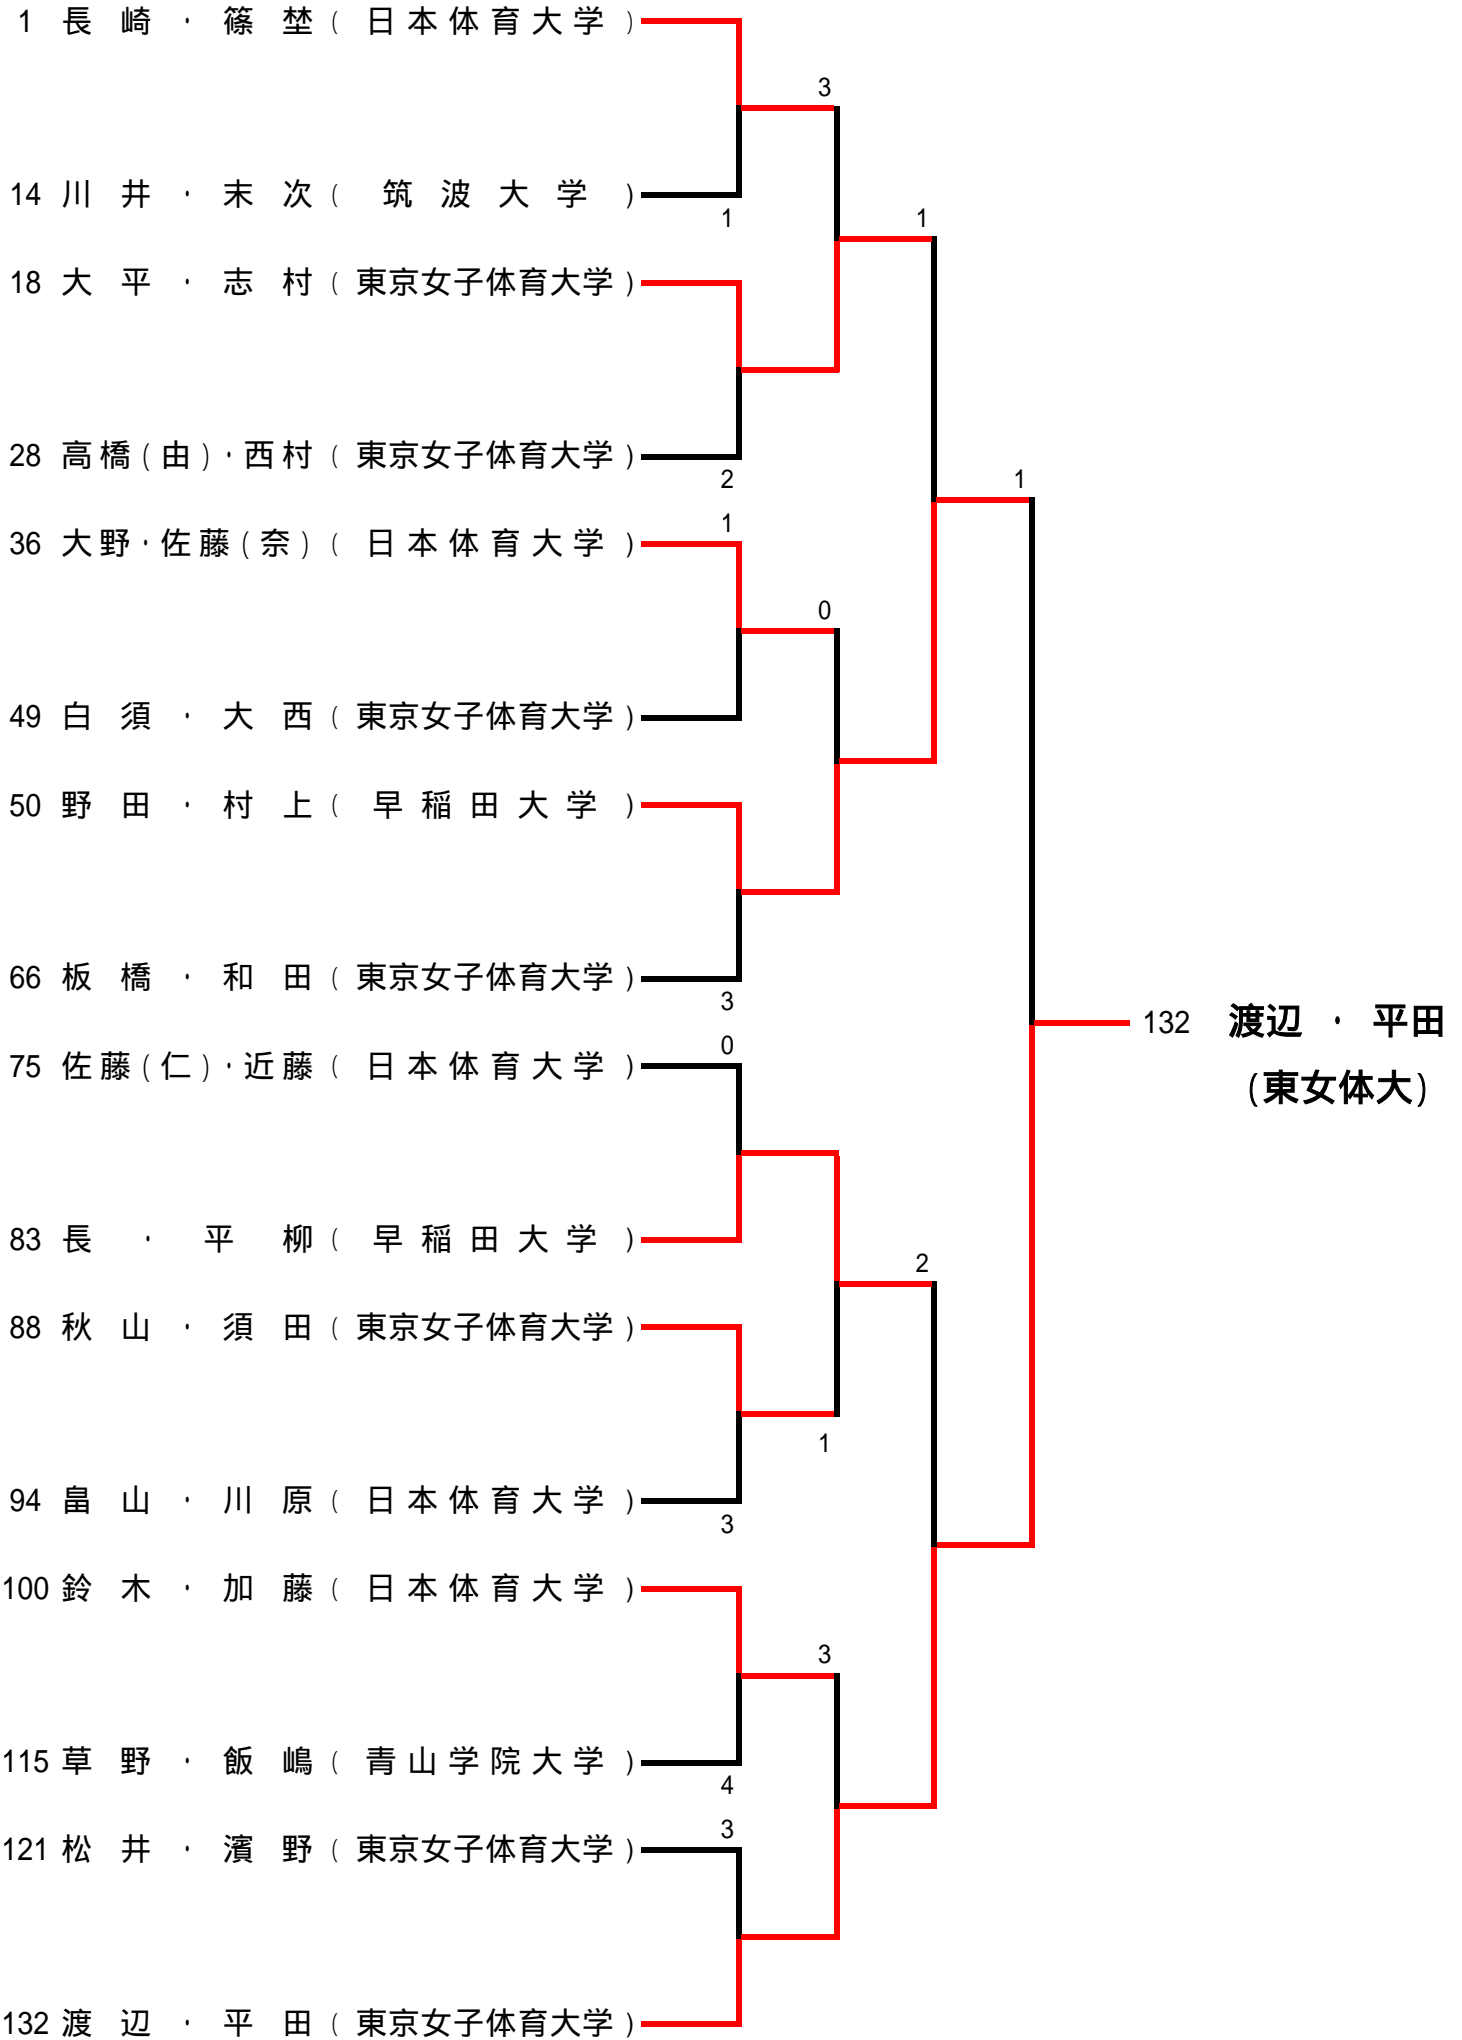 1 長崎・篠埜(日本体育大学)
3
14 川井・末次(筑波大学)
1
1
18 大平・志村(東京女子体育大学)
28 高橋(由)・西村(東京女子体育大学)
2
1
36 大野・佐藤(奈)(日本体育大学)
1
0
49 白須・大西(東京女子体育大学)
50 野田・村上(早稲田大学)
66 板橋・和田(東京女子体育大学)
3
132 渡辺・平田
(東女体大)
75 佐藤(仁)・近藤(日本体育大学)
0
83 長・平柳(早稲田大学)
2
88 秋山・須田(東京女子体育大学)
1
94 畠山・川原(日本体育大学)
3
100 鈴木・加藤(日本体育大学)
3
115 草野・飯嶋(青山学院大学)
4
3
121 松井・濱野(東京女子体育大学)
132 渡辺・平田(東京女子体育大学)